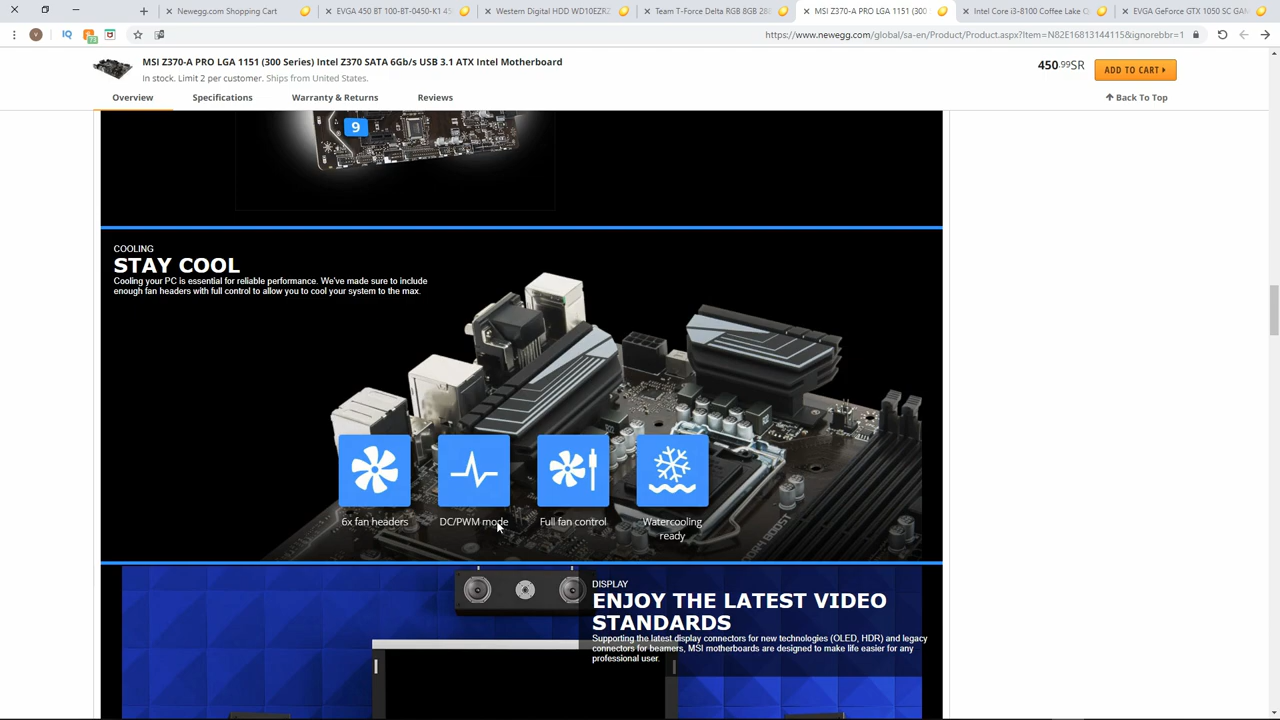 Newegg.com Shopping Cart
EVGA 450 BT 100-BT-0450-K1 45
Western Digital HDD WD10EZRZ
Team T-Force Delta RGB 8GB 288
MSI Z370-A PRO LGA 1151 (300
Intel Core i3-8100 Coffee Lake Q
EVGA GeForce GTX 1050 SC GAM
V
IQ
https://www.newegg.com/global/sa-en/Product/Product.aspx?Item=N82E16813144115&ignorebbr=1
MSI Z370-A PRO LGA 1151 (300 Series) Intel Z370 SATA 6Gb/s USB 3.1 ATX Intel Motherboard
In stock. Limit 2 per customer. Ships from United States.
450.99SR
ADD TO CART
Overview
Specifications
Warranty & Returns
Reviews
Back To Top
9
COOLING
STAY COOL
Cooling your PC is essential for reliable performance. We've made sure to include
enough fan headers with full control to allow you to cool your system to the max.
DDR4 BOOST
6x fan headers
DC/PWM mode
Full fan control
Watercooling
ready
DISPLAY
ENJOY THE LATEST VIDEO
STANDARDS
Supporting the latest display connectors for new technologies (OLED, HDR) and legacy
connectors for beamers, MSI motherboards are designed to make life easier for any
professional user.